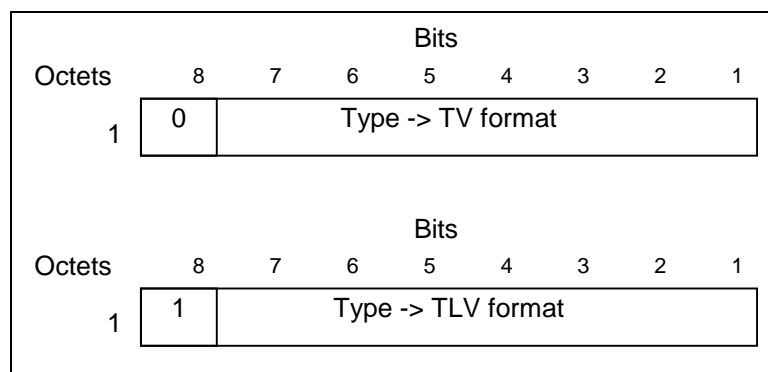 Bits
Octets 8 7 6 5 4 3 2 1
1 0 Type -> TV format
Bits
Octets 8 7 6 5 4 3 2 1
1 1 Type -> TLV format